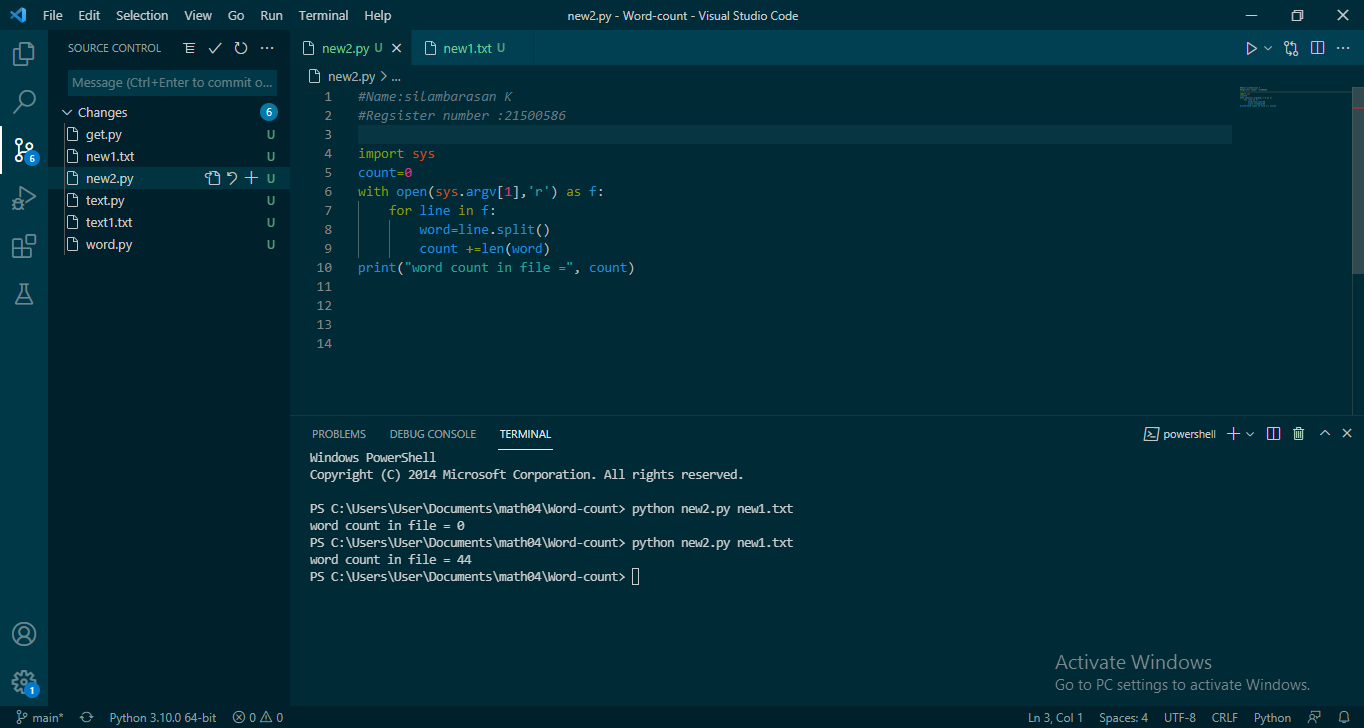 File Edit Selection View Go Run Terminal Help
new2.py - Word-count - Visual Studio Code
SOURCE CONTROL
Message (Ctrl+Enter to commit o...
Changes 6
get.py U
new1.txt U
new2.py U
text.py U
text1.txt U
word.py U
6
1
new2.py U
new1.txt U
new2.py > ...
1 #Name:silambarasan K
2 #Regsister number :21500586
3
4 import sys
5 count=0
6 with open(sys.argv[1],'r') as f:
7 for line in f:
8 word=line.split()
9 count +=len(word)
10 print("word count in file =", count)
11
12
13
14
PROBLEMS DEBUG CONSOLE TERMINAL
powershell
Windows PowerShell
Copyright (C) 2014 Microsoft Corporation. All rights reserved.
PS C:\Users\User\Documents\math04\Word-count> python new2.py new1.txt
word count in file = 0
PS C:\Users\User\Documents\math04\Word-count> python new2.py new1.txt
word count in file = 44
PS C:\Users\User\Documents\math04\Word-count>
Activate Windows
Go to PC settings to activate Windows.
main* Python 3.10.0 64-bit 0 0
Ln 3, Col 1 Spaces: 4 UTF-8 CRLF Python